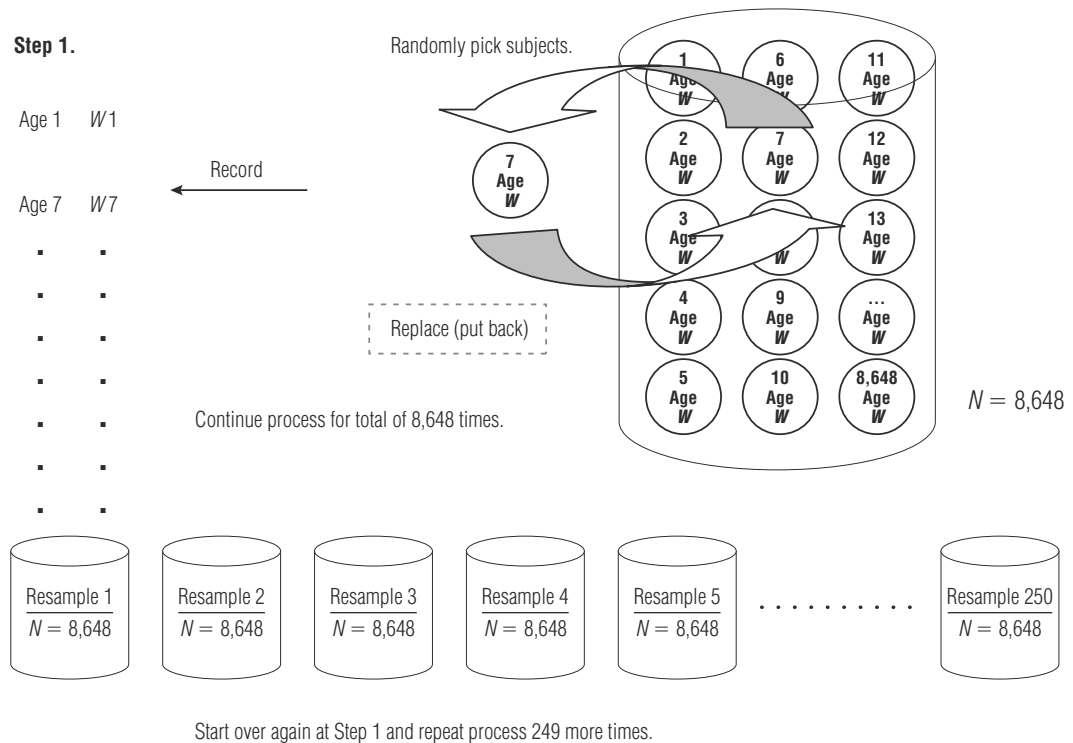 Step 1.
Randomly pick subjects.
Age 1 W1
Record
Age 7 W7
7
Age
W
Replace (put back)
Continue process for total of 8,648 times.
1
Age
W
6
Age
11
Age
W
2
Age
W
7
Age
W
12
Age
W
3
Age
W
W
13
Age
W
4
Age
W
9
Age
W
...
Age
W
5
Age
W
10
Age
W
8,648
Age
W
N = 8,648
Resample 1
N = 8,648
Resample 2
N = 8,648
Resample 3
N = 8,648
Resample 4
N = 8,648
Resample 5
N = 8,648
..........
Resample 250
N = 8,648
Start over again at Step 1 and repeat process 249 more times.